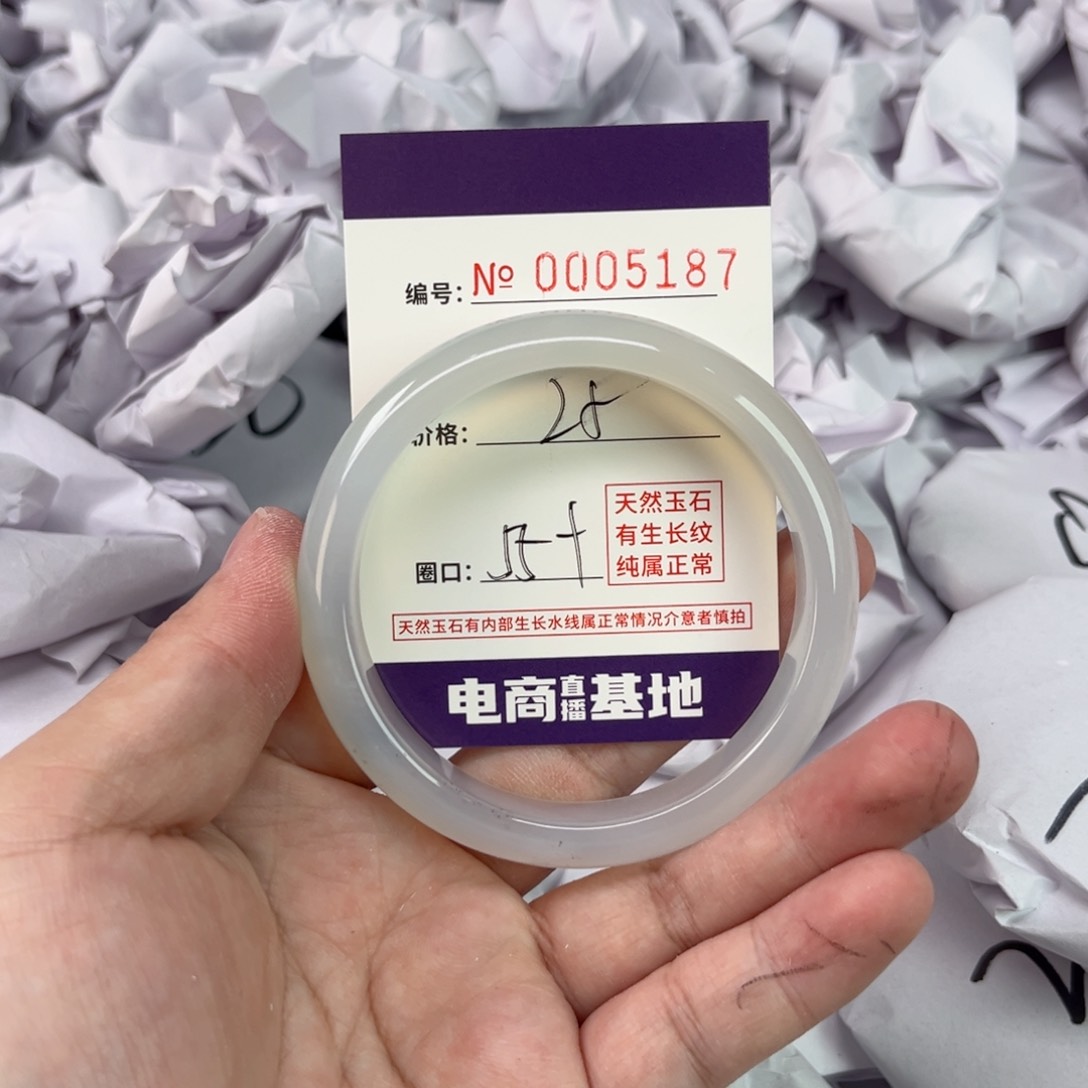 编号: № 0005187
价格:
天然玉石
有生长纹
纯属正常
圈口:
天然玉石有内部生长水线属正常情况介意者慎拍
电商直播基地